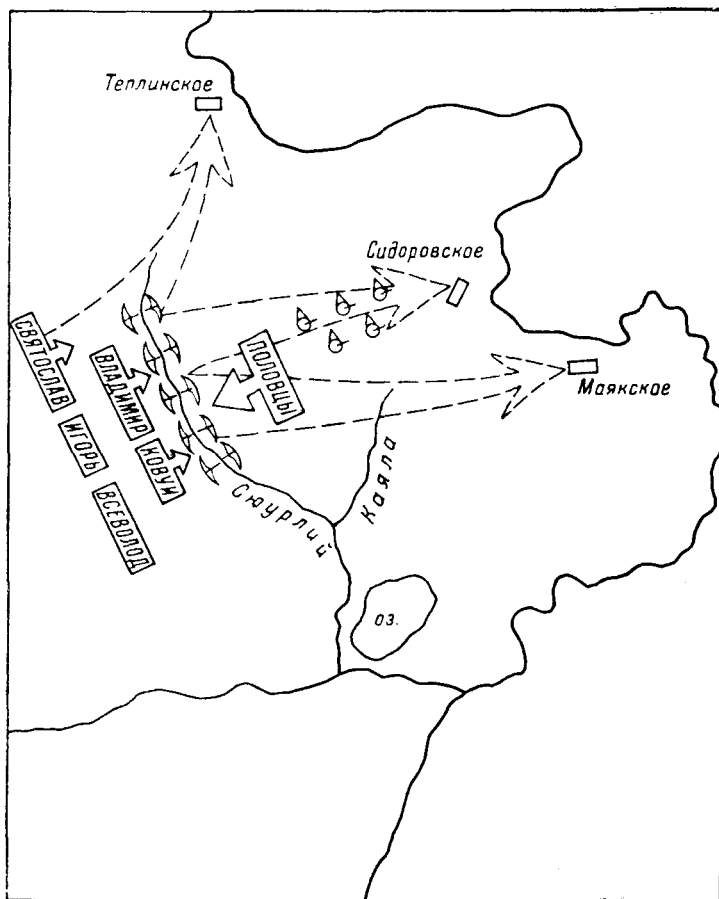 Теплинское
Сидоровское
Маякское
СВЯТОСЛАВ
ИГОРЬ
ВСЕВОЛОД
ВЛАДИМИР
КОВУИ
ПОЛОВЦЫ
Сюурлий
Каяла
оз.